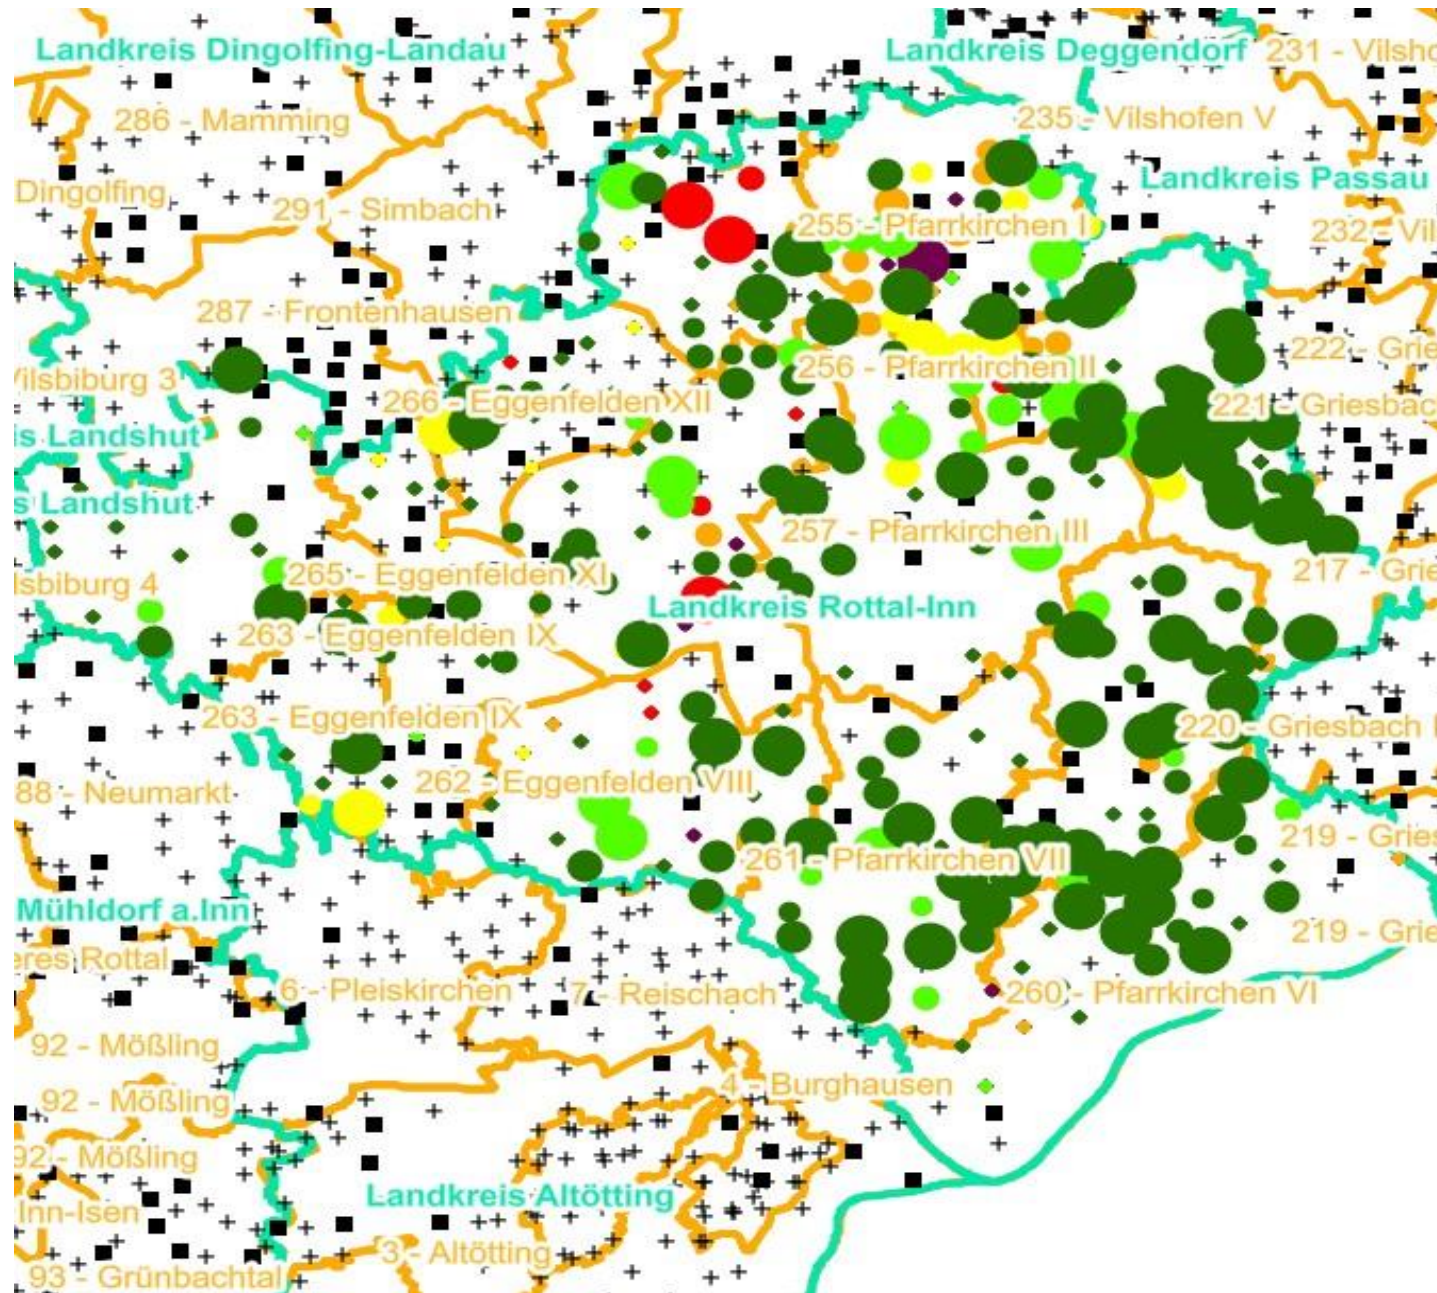 Landkreis Dingolfing-Landau
Landkreis Deggendorf
231 - Vilsho
286 - Mamming
235 - Vilshofen V
Dingolfing
Landkreis Passau
291 - Simbach
255 - Pfarrkirchen I
232 - Vil
287 - Frontenhausen
222 - Grie
Vilsbiburg 3
256 - Pfarrkirchen II
266 - Eggenfelden XII
221 - Griesbac
is Landshut
s Landshut
257 - Pfarrkirchen III
lsbiburg 4
265 - Eggenfelden XI
217 - Grie
Landkreis Rottal-Inn
263 - Eggenfelden IX
263 - Eggenfelden IX
220 - Griesbach I
88 - Neumarkt
262 - Eggenfelden VIII
219 - Gries
261 - Pfarrkirchen VII
Mühldorf a.Inn
219 - Grie
eres Rottal
6 - Pleiskirchen
7 - Reischach
260 - Pfarrkirchen VI
92 - Mößling
4 - Burghausen
92 - Mößling
92 - Mößling
Landkreis Altötting
Inn-Isen
3 - Altötting
93 - Grünbachtal